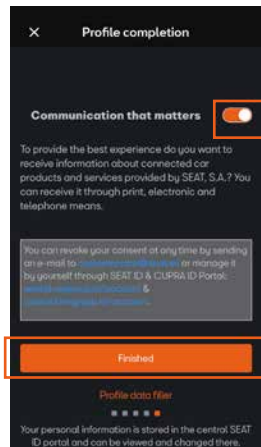 Profile completion
Communication that matters
To provide the best experience do you want to
receive information about connected car
products and services provided by SEAT, S.A.? You
can receive it through print, electronic and
telephone means.
You can revoke your consent at any time by sending
an e-mail to or manage it
by yourself through SEAT ID & CUPRA ID Portal:
&
Finished
Profile data filler
Your personal information is stored in the central SEAT
ID portal and can be viewed and changed there.